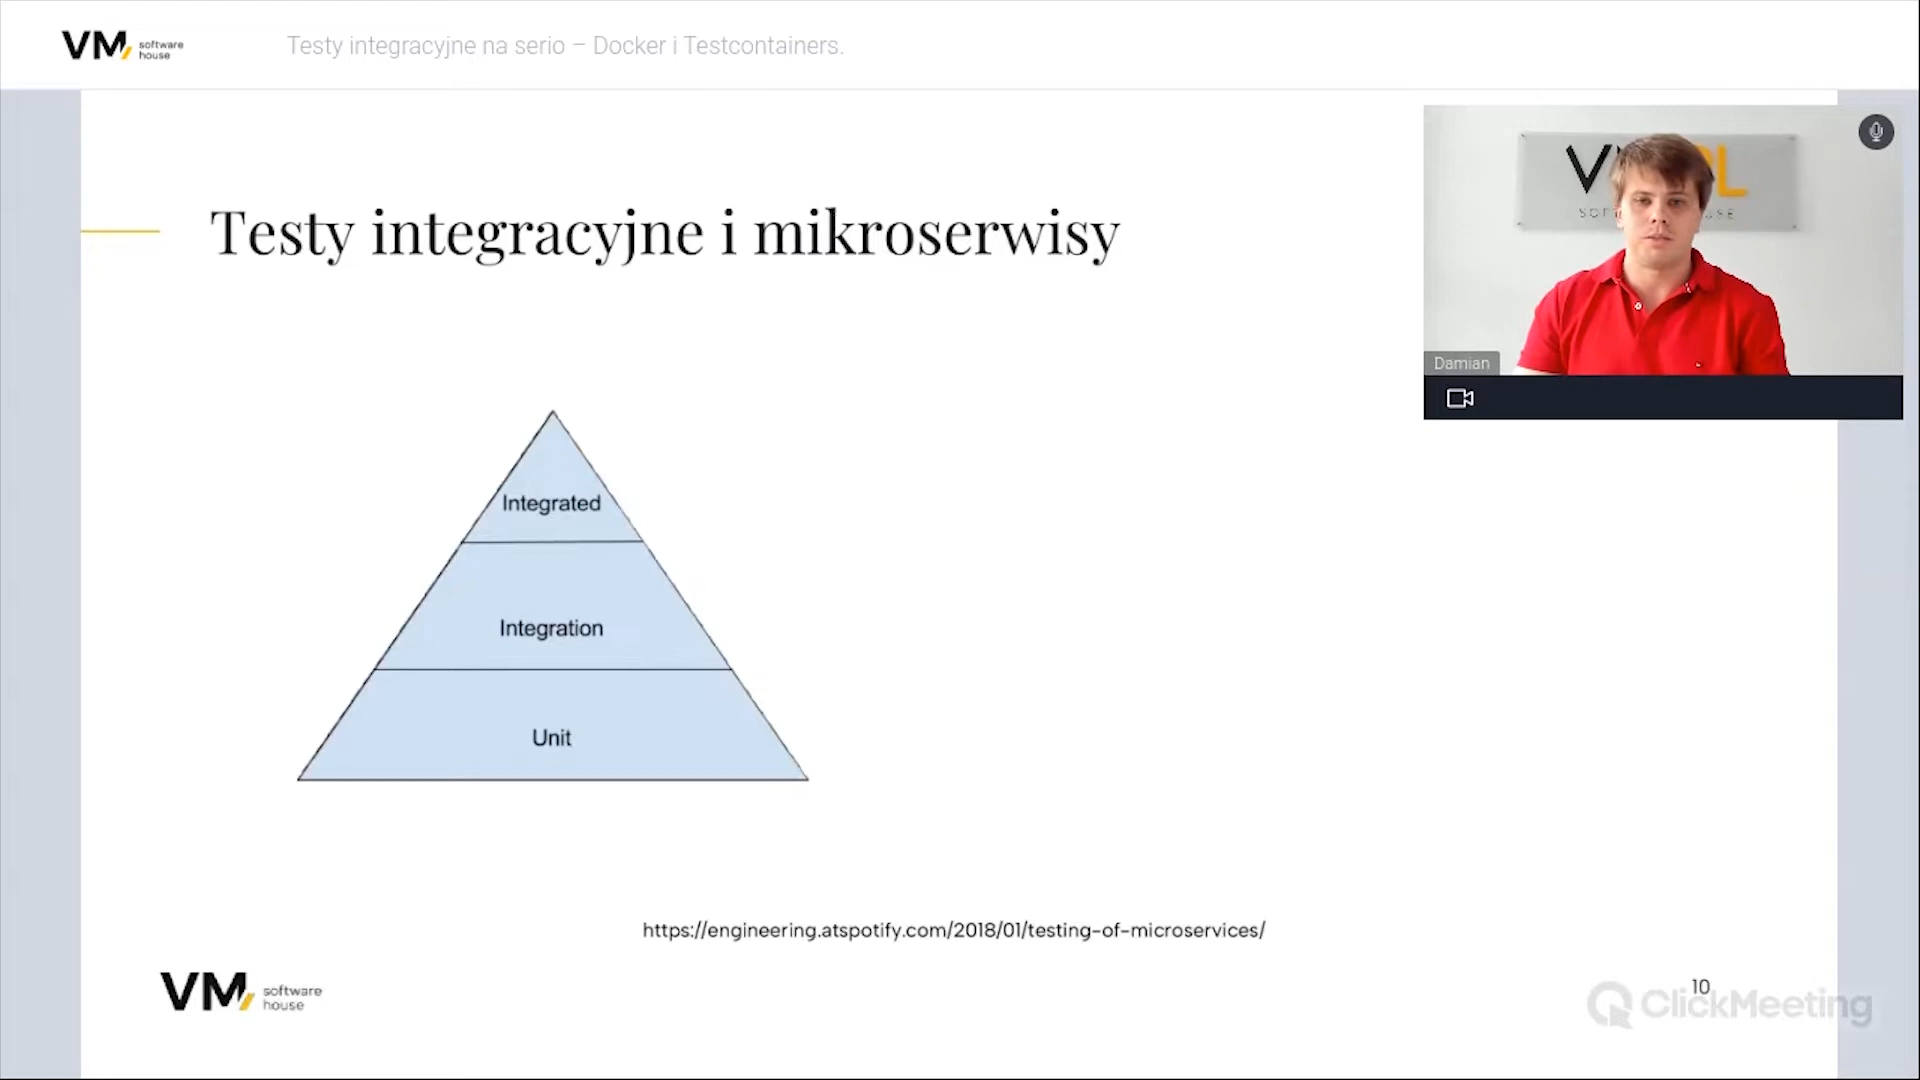 VM software house
Testy integracyjne na serio – Docker i Testcontainers.
Testy integracyjne i mikroserwisy
Damian
Integrated
Integration
Unit
https://engineering.atspotify.com/2018/01/testing-of-microservices/
VM software house
10
ClickMeeting